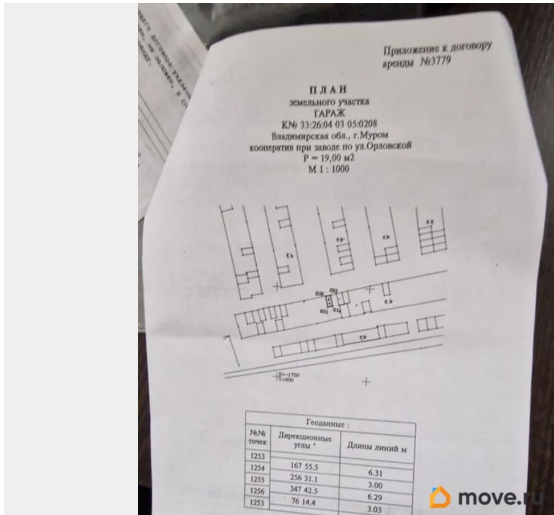 Приложение к договору
аренды №3779
ПЛАН
земельного участка
ГАРАЖ
К№ 33:26:04 03 05:0208
Владимирская обл., г.Муром
кооператив при заводе по ул.Орловской
Р = 19,00 м2
М 1 : 1000
Геоданные :
№№ точек Дирекционные углы ° Длины линий м
1253
1254 167 55.5 6.31
1255 256 31.1 3.00
1256 347 42.5 6.29
1253 76 14.4 3.03
move.ru